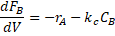 dF_B/dV = −r_A − k_c C_B